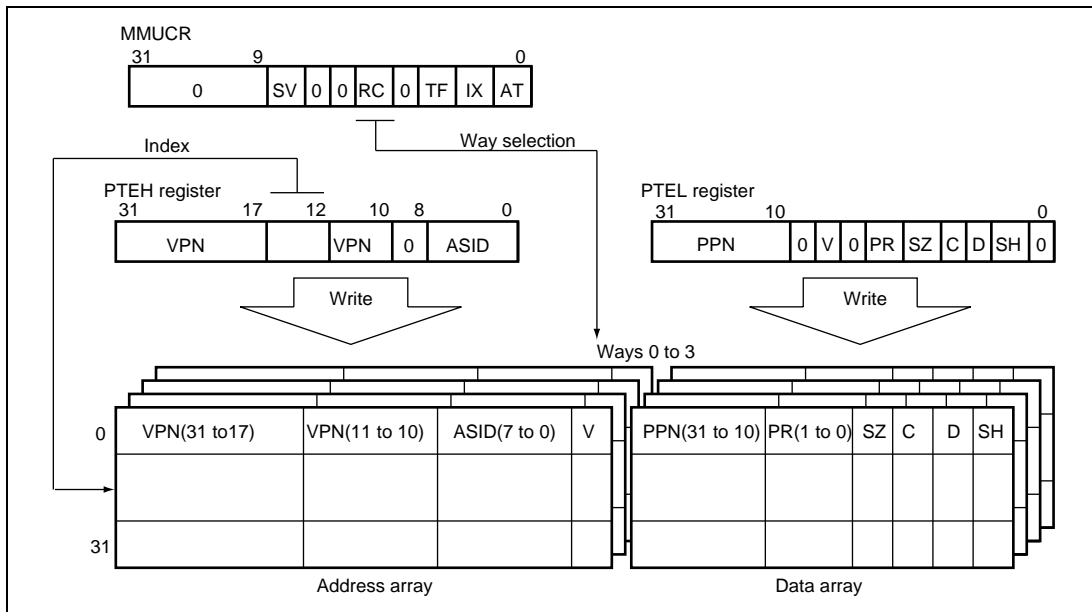 MMUCR
31 9 0
0 SV 0 0 RC 0 TF IX AT
Index
Way selection
PTEH register
31 17 12 10 8 0
VPN VPN 0 ASID
PTEL register
31 10 0
PPN 0 V 0 PR SZ C D SH 0
Write
Write
Ways 0 to 3
0 VPN(31 to17) VPN(11 to 10) ASID(7 to 0) V
PPN(31 to 10) PR(1 to 0) SZ C D SH
31
Address array
Data array